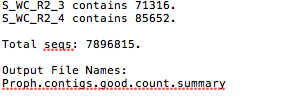 S_WC_R2_3 contains 71316.
S_WC_R2_4 contains 85652.
Total seqs: 7896815.
Output File Names:
Proph.contigs.good.count.summary